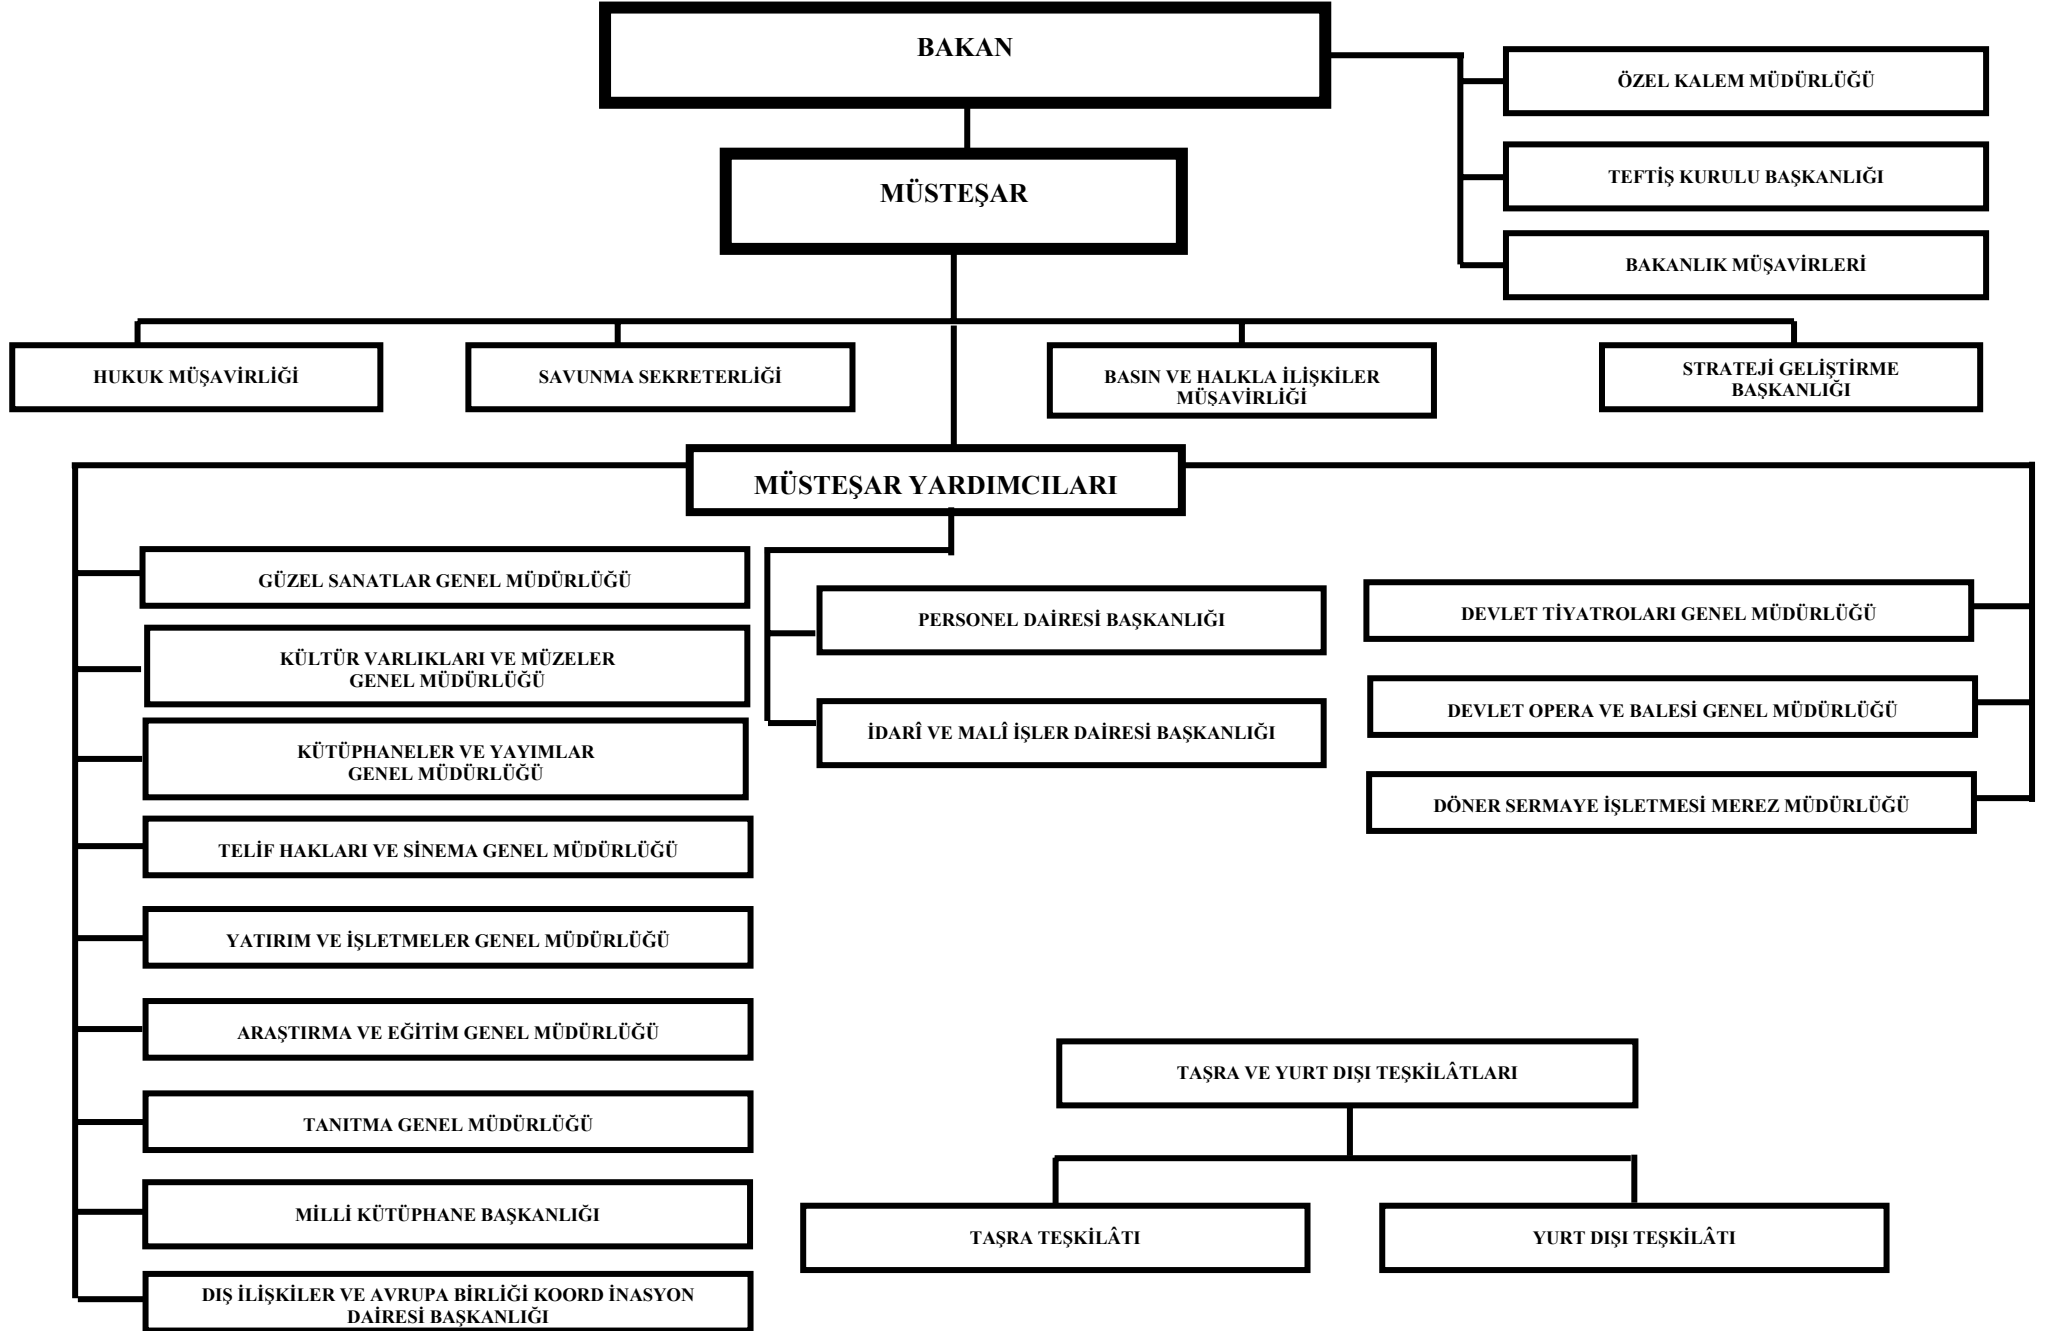 BAKAN
ÖZEL KALEM MÜDÜRLÜĞÜ
TEFTİŞ KURULU BAŞKANLIĞI
MÜSTEŞAR
BAKANLIK MÜŞAVİRLERİ
HUKUK MÜŞAVİRLİĞİ
SAVUNMA SEKRETERLİĞİ
BASIN VE HALKLA İLİŞKİLER
MÜŞAVİRLİĞİ
STRATEJİ GELİŞTİRME
BAŞKANLIĞI
MÜSTEŞAR YARDIMCILARI
GÜZEL SANATLAR GENEL MÜDÜRLÜĞÜ
KÜLTÜR VARLIKLARI VE MÜZELER
GENEL MÜDÜRLÜĞÜ
KÜTÜPHANELER VE YAYIMLAR
GENEL MÜDÜRLÜĞÜ
TELİF HAKLARI VE SİNEMA GENEL MÜDÜRLÜĞÜ
YATIRIM VE İŞLETMELER GENEL MÜDÜRLÜĞÜ
ARAŞTIRMA VE EĞİTİM GENEL MÜDÜRLÜĞÜ
TANITMA GENEL MÜDÜRLÜĞÜ
MİLLİ KÜTÜPHANE BAŞKANLIĞI
DIŞ İLİŞKİLER VE AVRUPA BİRLİĞİ KOORD İNASYON
DAİRESİ BAŞKANLIĞI
PERSONEL DAİRESİ BAŞKANLIĞI
İDARÎ VE MALÎ İŞLER DAİRESİ BAŞKANLIĞI
DEVLET TİYATROLARI GENEL MÜDÜRLÜĞÜ
DEVLET OPERA VE BALESİ GENEL MÜDÜRLÜĞÜ
DÖNER SERMAYE İŞLETMESİ MEREZ MÜDÜRLÜĞÜ
TAŞRA VE YURT DIŞI TEŞKİLÂTLARI
TAŞRA TEŞKİLÂTI
YURT DIŞI TEŞKİLÂTI